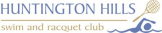 HUNTINGTON HILLS
swim and racquet club